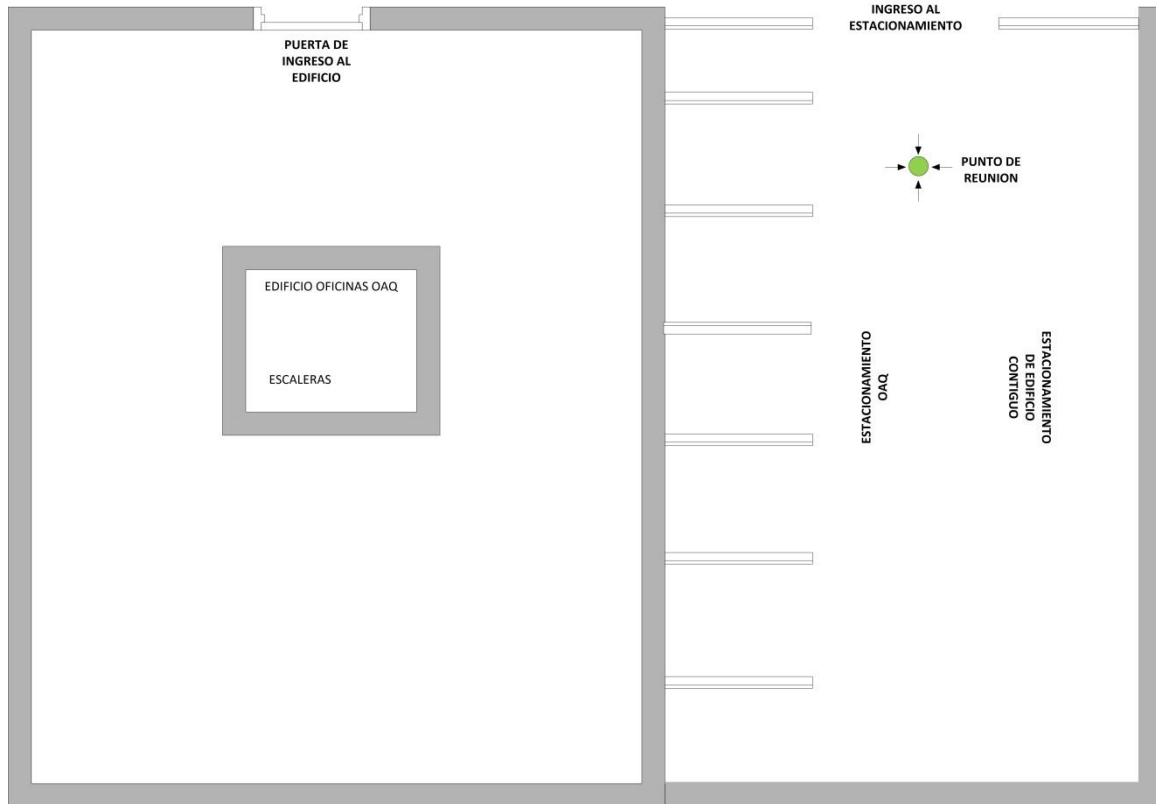 PUERTA DE
INGRESO AL
EDIFICIO
INGRESO AL
ESTACIONAMIENTO
PUNTO DE
REUNION
EDIFICIO OFICINAS OAQ
ESCALERAS
ESTACIONAMIENTO
OAQ
ESTACIONAMIENTO
DE EDIFICIO
CONTIGUO